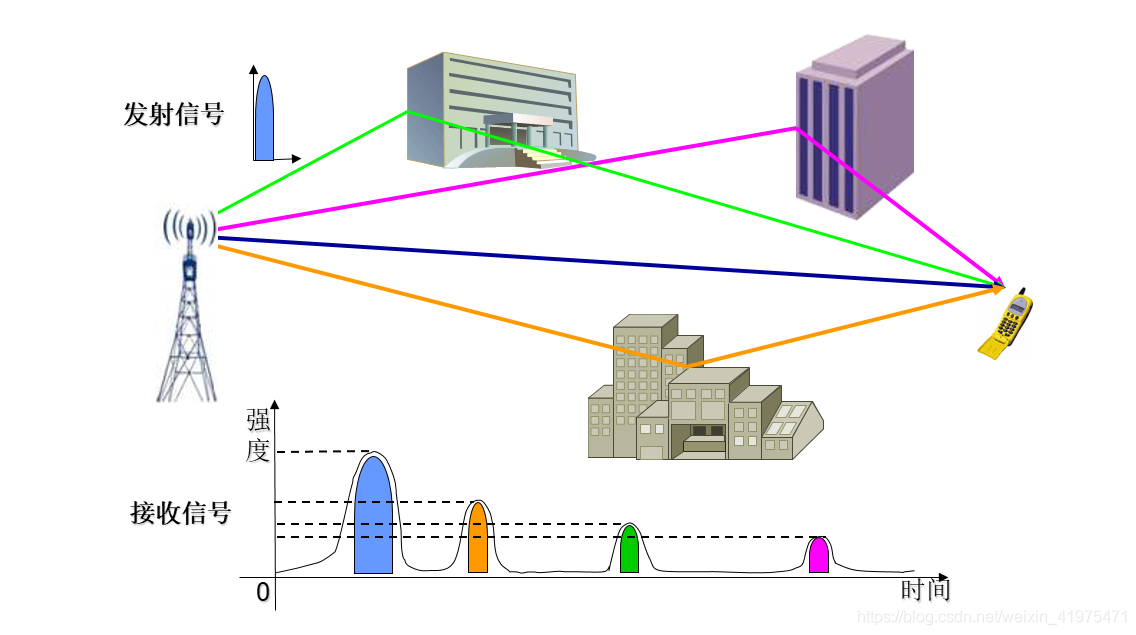 发射信号
强
度
接收信号
0
时间
https://blog.csdn.net/weixin_41975471